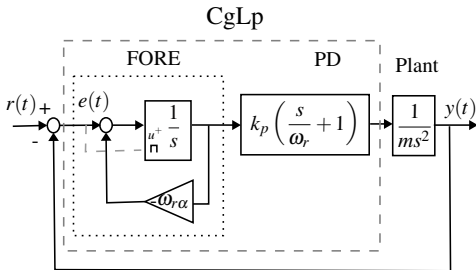 CgLp
FORE
PD
Plant
r(t)
+
-
e(t)
u⁺
1/s
k_p (s/ω_r + 1)
1/ms²
y(t)
-ω_rα